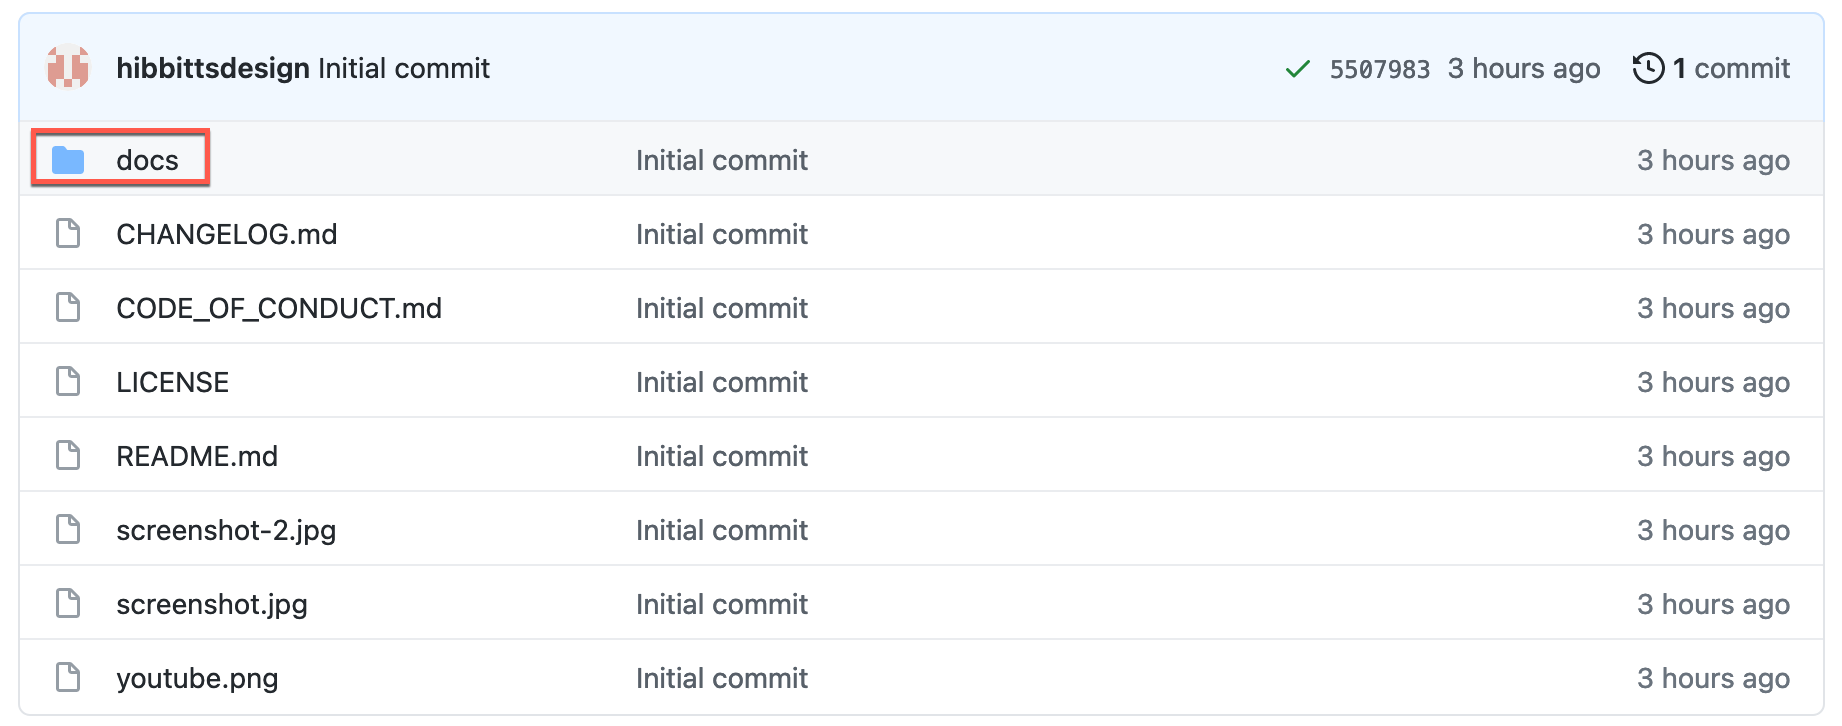 hibbittsdesign Initial commit 5507983 3 hours ago 1 commit
docs Initial commit 3 hours ago
CHANGELOG.md Initial commit 3 hours ago
CODE_OF_CONDUCT.md Initial commit 3 hours ago
LICENSE Initial commit 3 hours ago
README.md Initial commit 3 hours ago
screenshot-2.jpg Initial commit 3 hours ago
screenshot.jpg Initial commit 3 hours ago
youtube.png Initial commit 3 hours ago